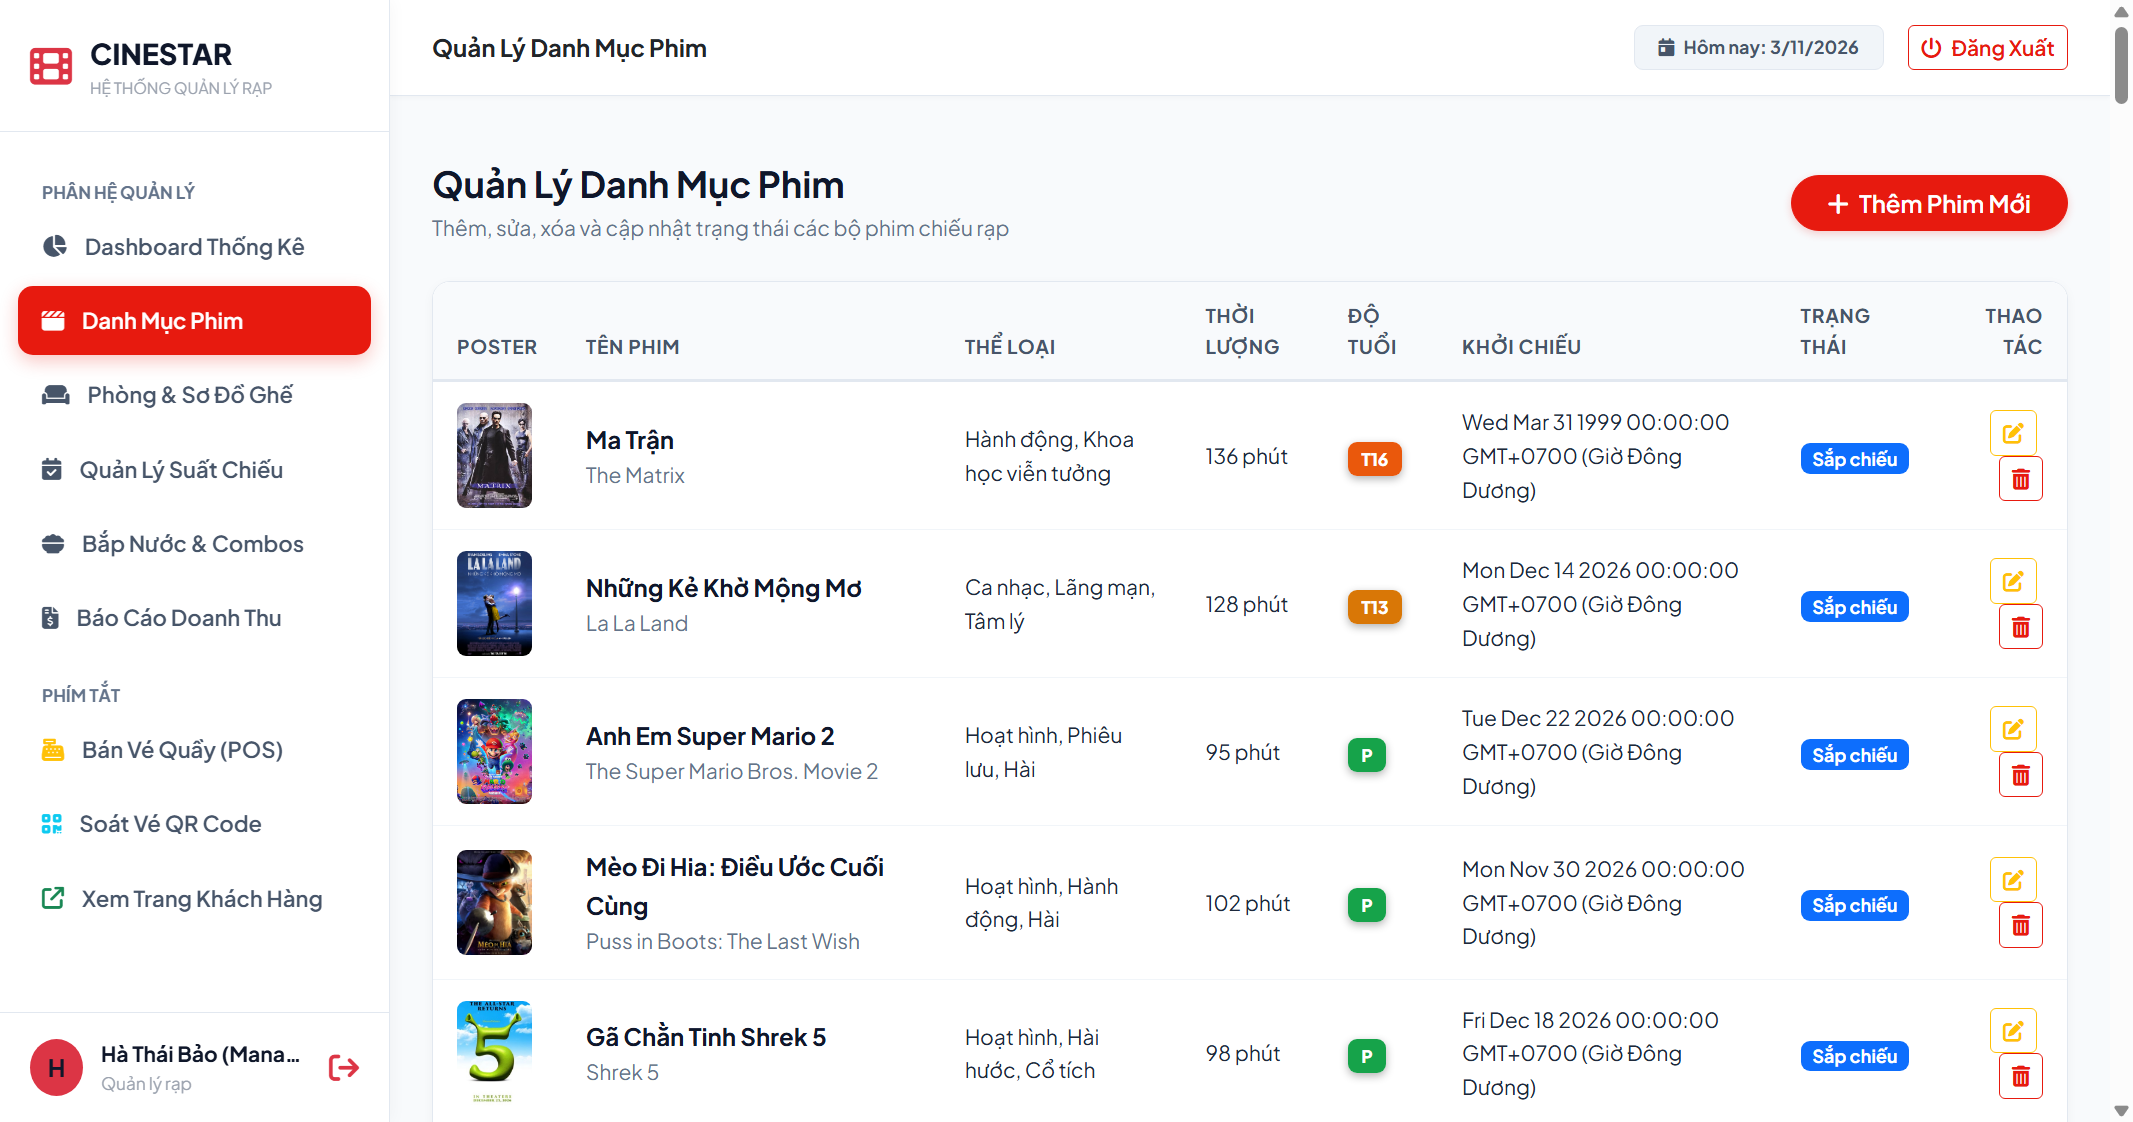 CINESTAR
HỆ THỐNG QUẢN LÝ RẠP
PHÂN HỆ QUẢN LÝ
Dashboard Thống Kê
Danh Mục Phim
Phòng & Sơ Đồ Ghế
Quản Lý Suất Chiếu
Bắp Nước & Combos
Báo Cáo Doanh Thu
PHÍM TẮT
Bán Vé Quầy (POS)
Soát Vé QR Code
Xem Trang Khách Hàng
H
Hà Thái Bảo (Mana...
Quản lý rạp
Quản Lý Danh Mục Phim
Hôm nay: 3/11/2026
Đăng Xuất
Quản Lý Danh Mục Phim
Thêm, sửa, xóa và cập nhật trạng thái các bộ phim chiếu rạp
Thêm Phim Mới
POSTER
TÊN PHIM
THỂ LOẠI
THỜI
LƯỢNG
ĐỘ
TUỔI
KHỞI CHIẾU
TRẠNG
THÁI
THAO
TÁC
MATRIX
Ma Trận
The Matrix
Hành động, Khoa
học viễn tưởng
136 phút
T16
Wed Mar 31 1999 00:00:00
GMT+0700 (Giờ Đông
Dương)
Sắp chiếu
LA LA LAND
Những Kẻ Khờ Mộng Mơ
La La Land
Ca nhạc, Lãng mạn,
Tâm lý
128 phút
T13
Mon Dec 14 2026 00:00:00
GMT+0700 (Giờ Đông
Dương)
Sắp chiếu
Anh Em Super Mario 2
The Super Mario Bros. Movie 2
Hoạt hình, Phiêu
lưu, Hài
95 phút
P
Tue Dec 22 2026 00:00:00
GMT+0700 (Giờ Đông
Dương)
Sắp chiếu
MÈO ĐI HIA
Mèo Đi Hia: Điều Ước Cuối
Cùng
Puss in Boots: The Last Wish
Hoạt hình, Hành
động, Hài
102 phút
P
Mon Nov 30 2026 00:00:00
GMT+0700 (Giờ Đông
Dương)
Sắp chiếu
THE ALL-STAR
RETURNS
5
Gã Chằn Tinh Shrek 5
Shrek 5
Hoạt hình, Hài
hước, Cổ tích
98 phút
P
Fri Dec 18 2026 00:00:00
GMT+0700 (Giờ Đông
Dương)
Sắp chiếu